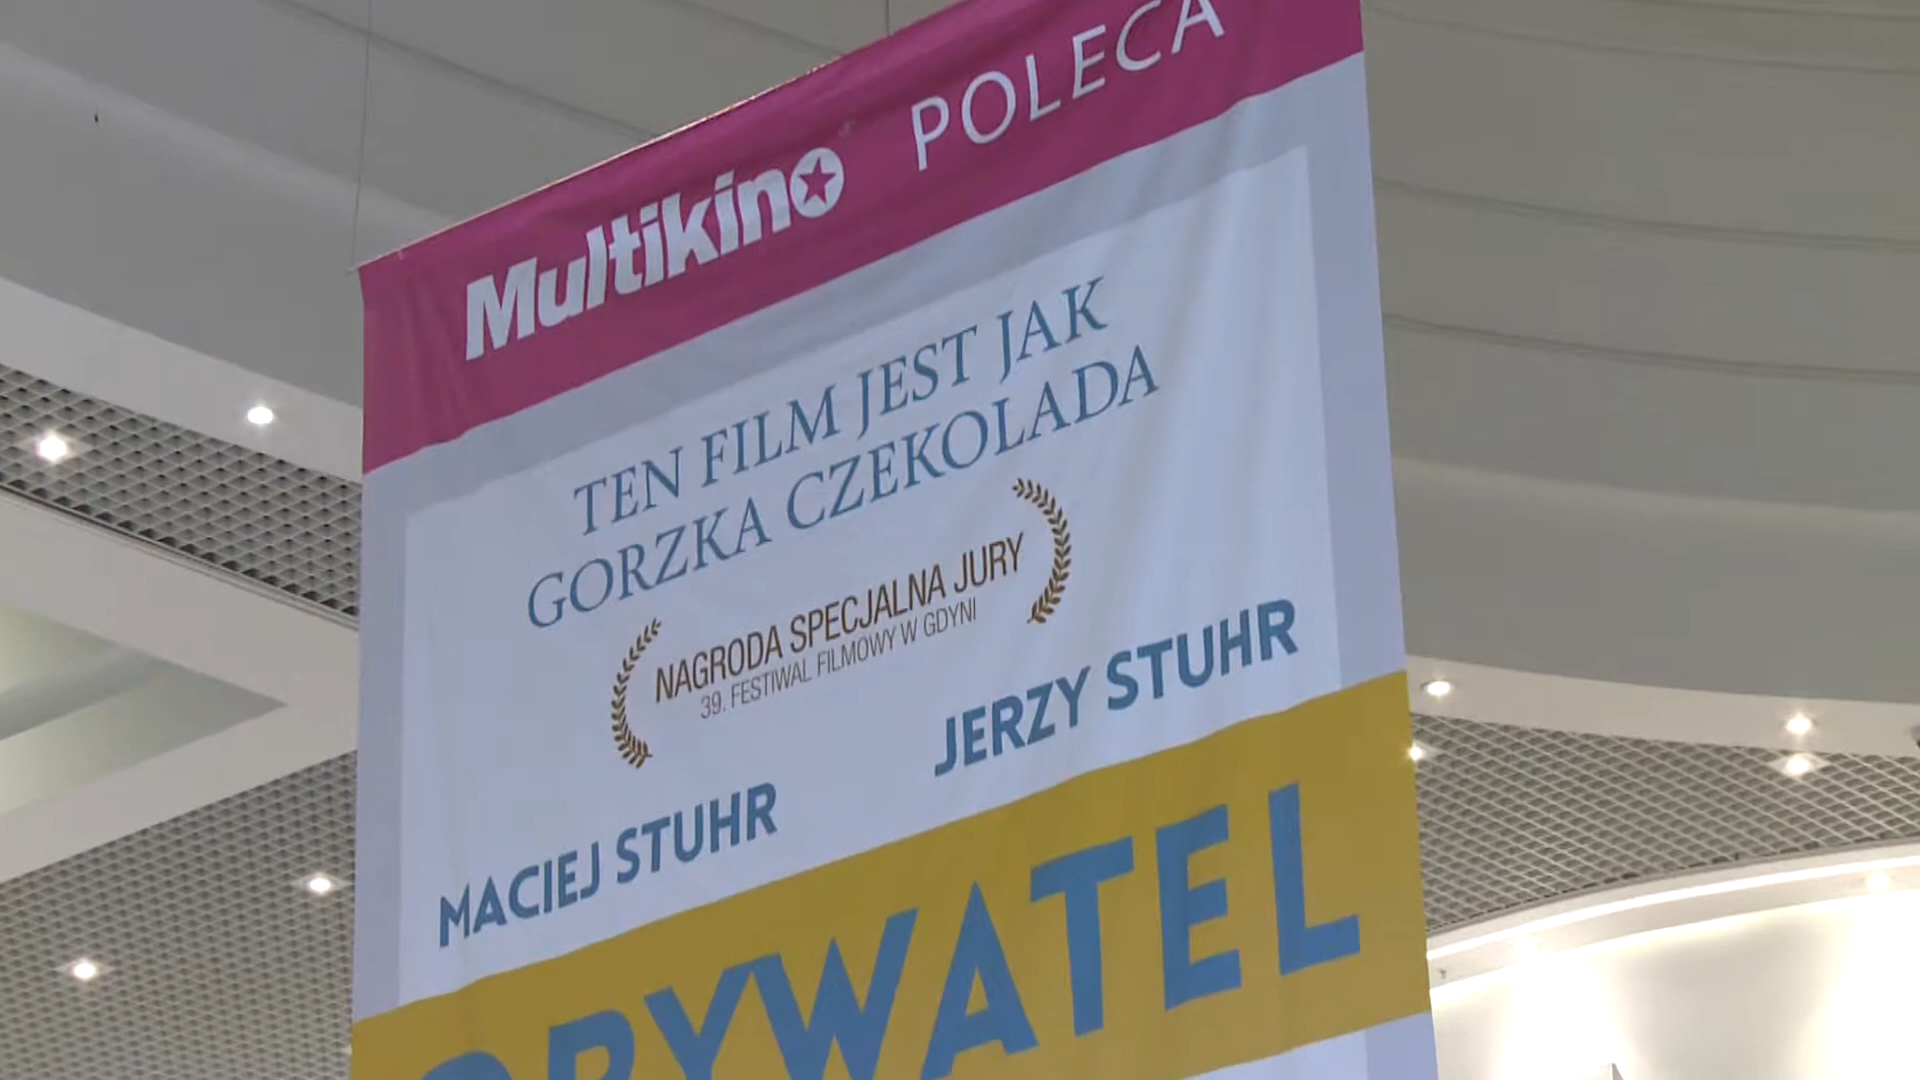 Multikino POLECA
TEN FILM JEST JAK
GORZKA CZEKOLADA
NAGRODA SPECJALNA JURY
39. FESTIWAL FILMOWY W GDYNI
MACIEJ STUHR JERZY STUHR
OBYWATEL